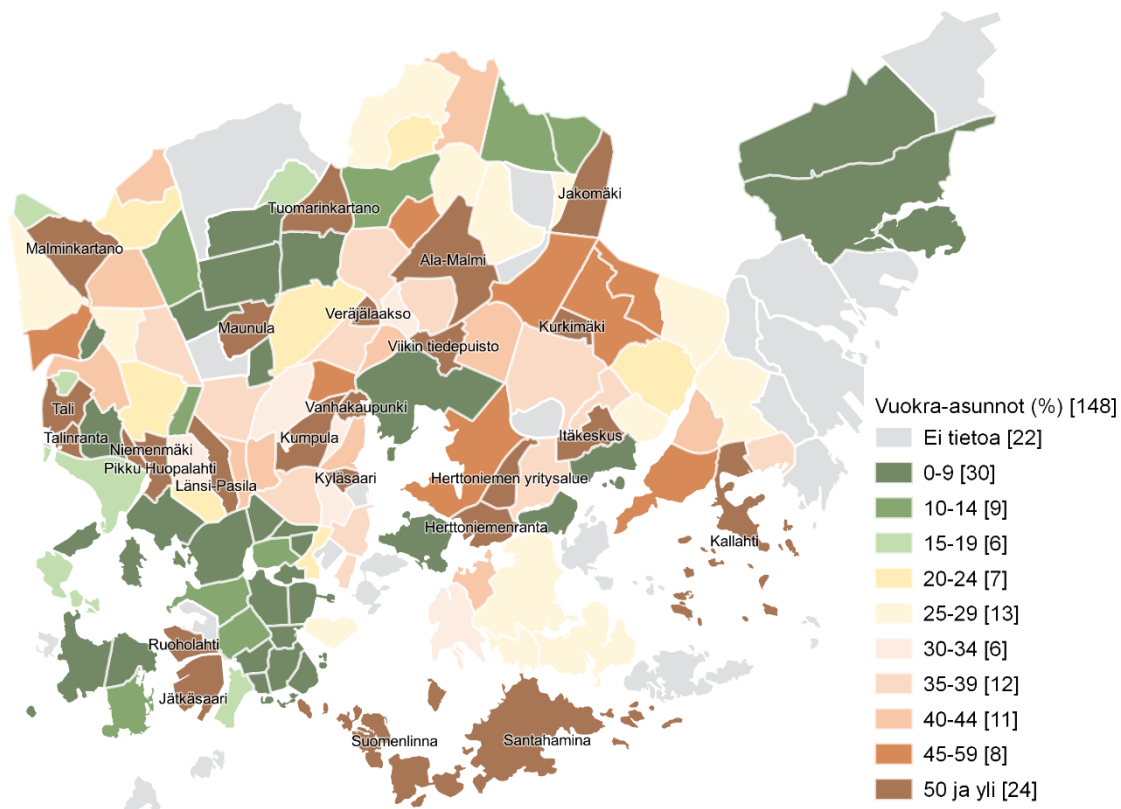 Jakomäki
Tuomarinkartano
Malminkartano
Ala-Malmi
Veräjälaakso
Maunula
Kurkimäki
Viikin tiedepuisto
Tali
Vanhakaupunki
Talinranta
Niemenmäki
Kumpula
Itäkeskus
Pikku Huopalahti
Länsi-Pasila
Kyläsaari
Herttoniemen yritysalue
Herttoniemenranta
Kallahti
Ruoholahti
Jätkäsaari
Suomenlinna
Santahamina
Vuokra-asunnot (%) [148]
Ei tietoa [22]
0-9 [30]
10-14 [9]
15-19 [6]
20-24 [7]
25-29 [13]
30-34 [6]
35-39 [12]
40-44 [11]
45-59 [8]
50 ja yli [24]